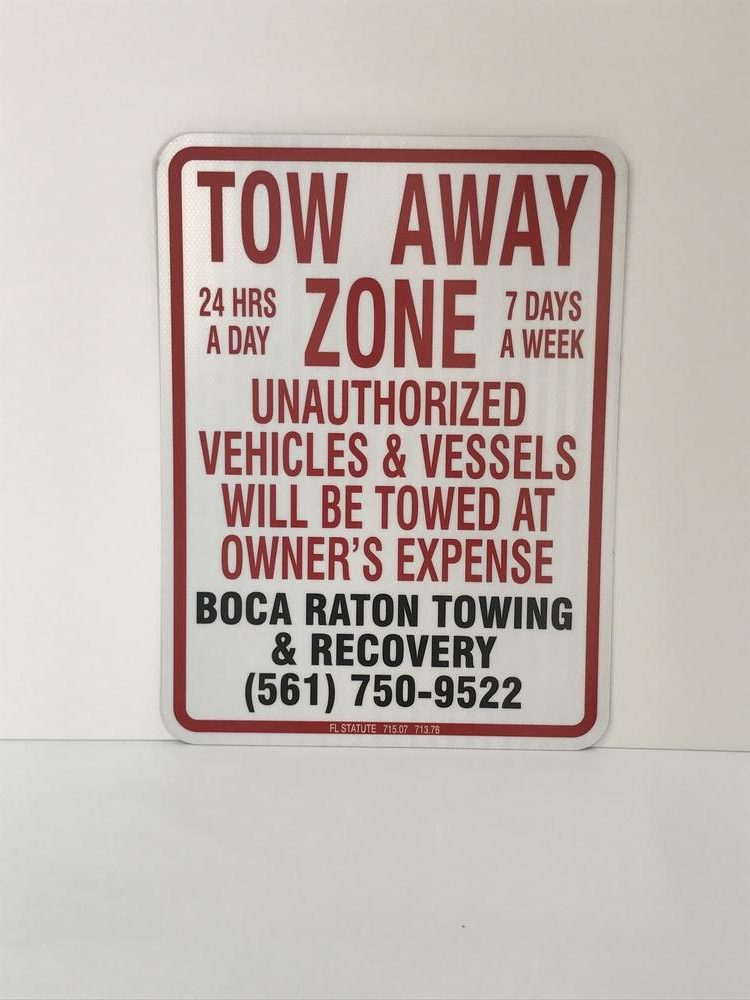 TOW AWAY
24 HRS
A DAY
ZONE
7 DAYS
A WEEK
UNAUTHORIZED
VEHICLES & VESSELS
WILL BE TOWED AT
OWNER'S EXPENSE
BOCA RATON TOWING
& RECOVERY
(561) 750-9522
FL STATUTE 715.07 713.78